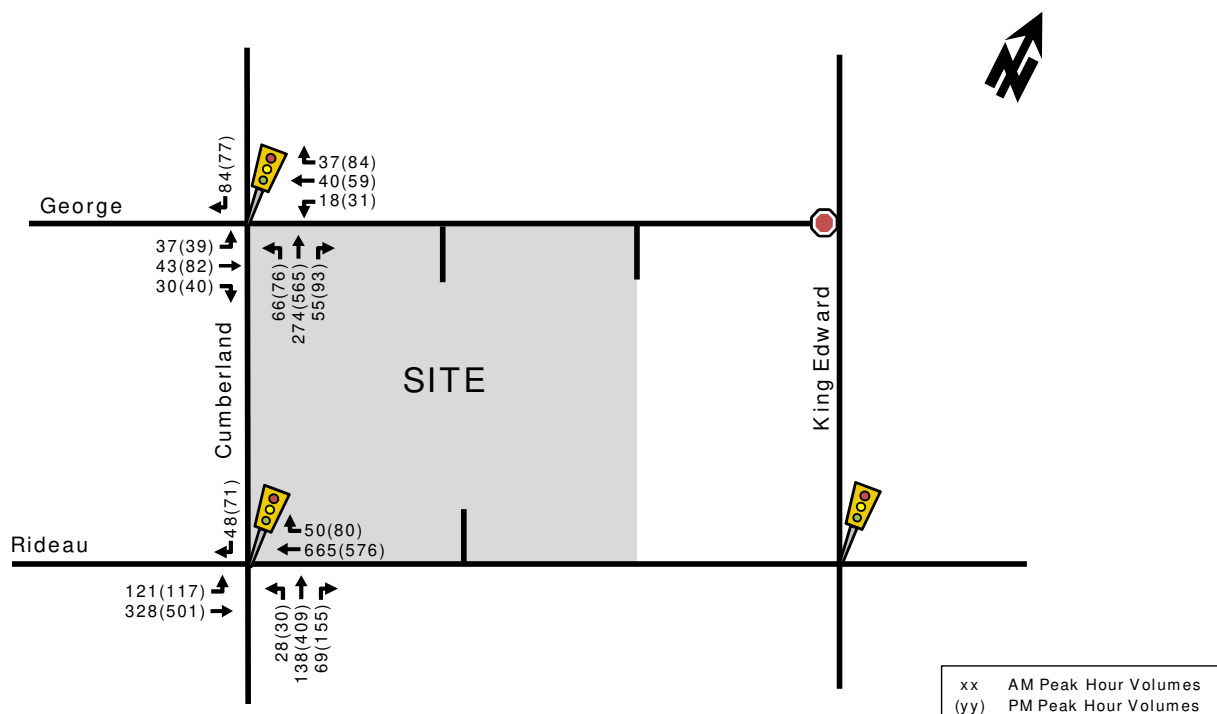 N
84(77)
37(84)
40(59)
18(31)
George
37(39)
43(82)
30(40)
66(76)
274(565)
55(93)
Cumberland
SITE
King Edward
48(71)
50(80)
665(576)
Rideau
121(117)
328(501)
28(30)
138(409)
69(155)
xx AM Peak Hour Volumes
(yy) PM Peak Hour Volumes